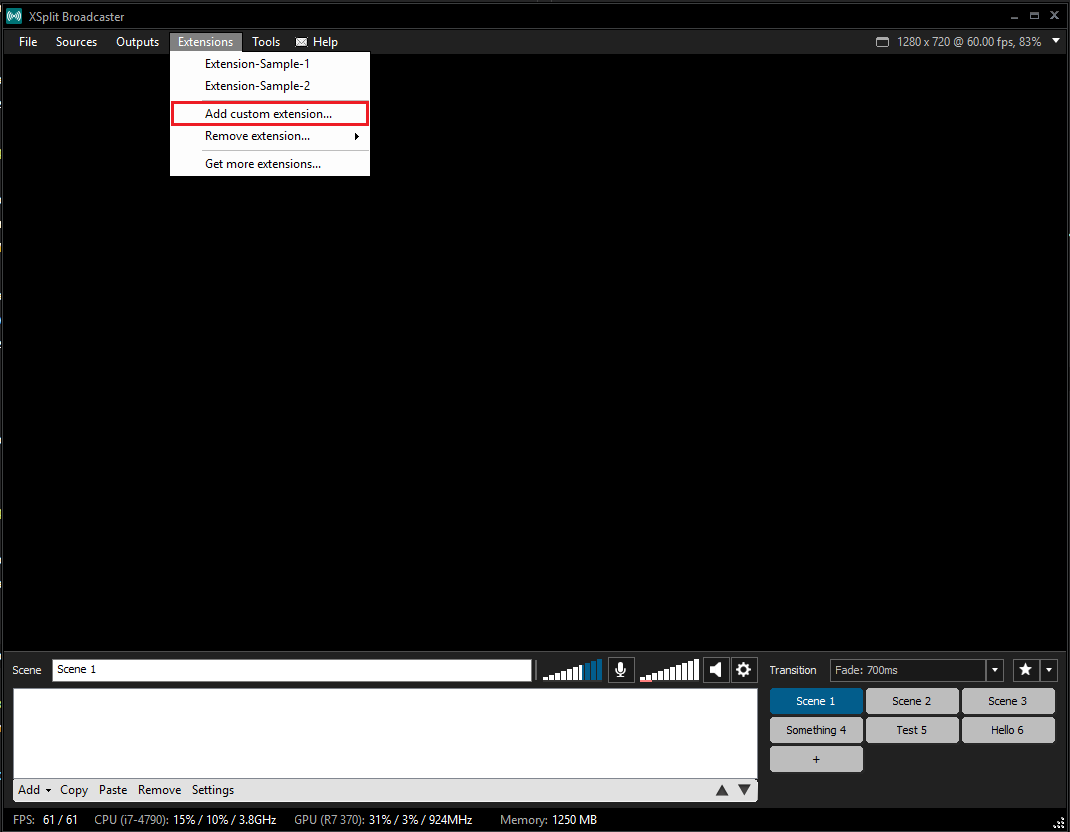 XSplit Broadcaster
File Sources Outputs Extensions Tools Help 1280 x 720 @ 60.00 fps, 83%
Extension-Sample-1
Extension-Sample-2
Add custom extension...
Remove extension...
Get more extensions...
Scene Scene 1 Transition Fade: 700ms
Scene 1 Scene 2 Scene 3
Something 4 Test 5 Hello 6
+
Add Copy Paste Remove Settings
FPS: 61 / 61 CPU (i7-4790): 15% / 10% / 3.8GHz GPU (R7 370): 31% / 3% / 924MHz Memory: 1250 MB